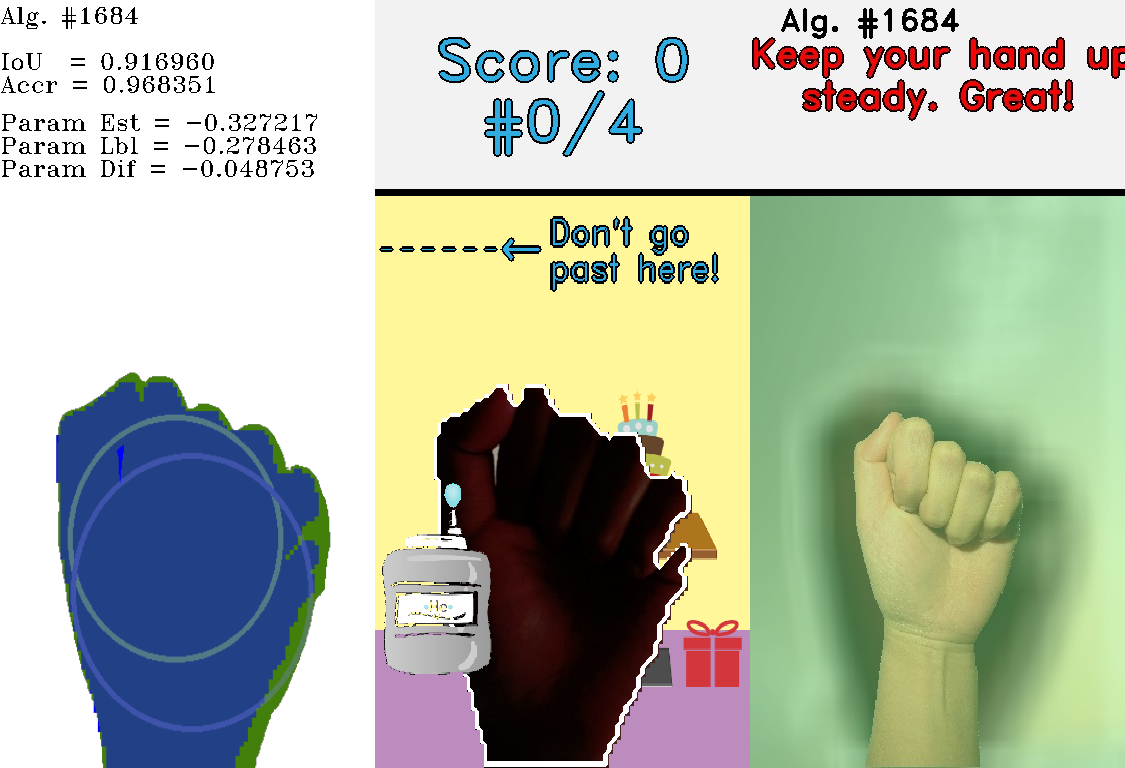 Alg. #1684
IoU = 0.916960
Accr = 0.968351
Param Est = −0.327217
Param Lbl = −0.278463
Param Dif = −0.048753
Score: 0
#0/4
Alg. #1684
Keep your hand up
steady. Great!
Don't go
past here!